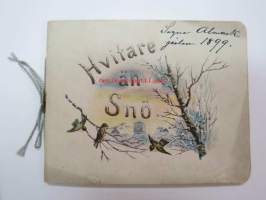 Signe Almark
julen 1899.
Hvitare
än
Snö